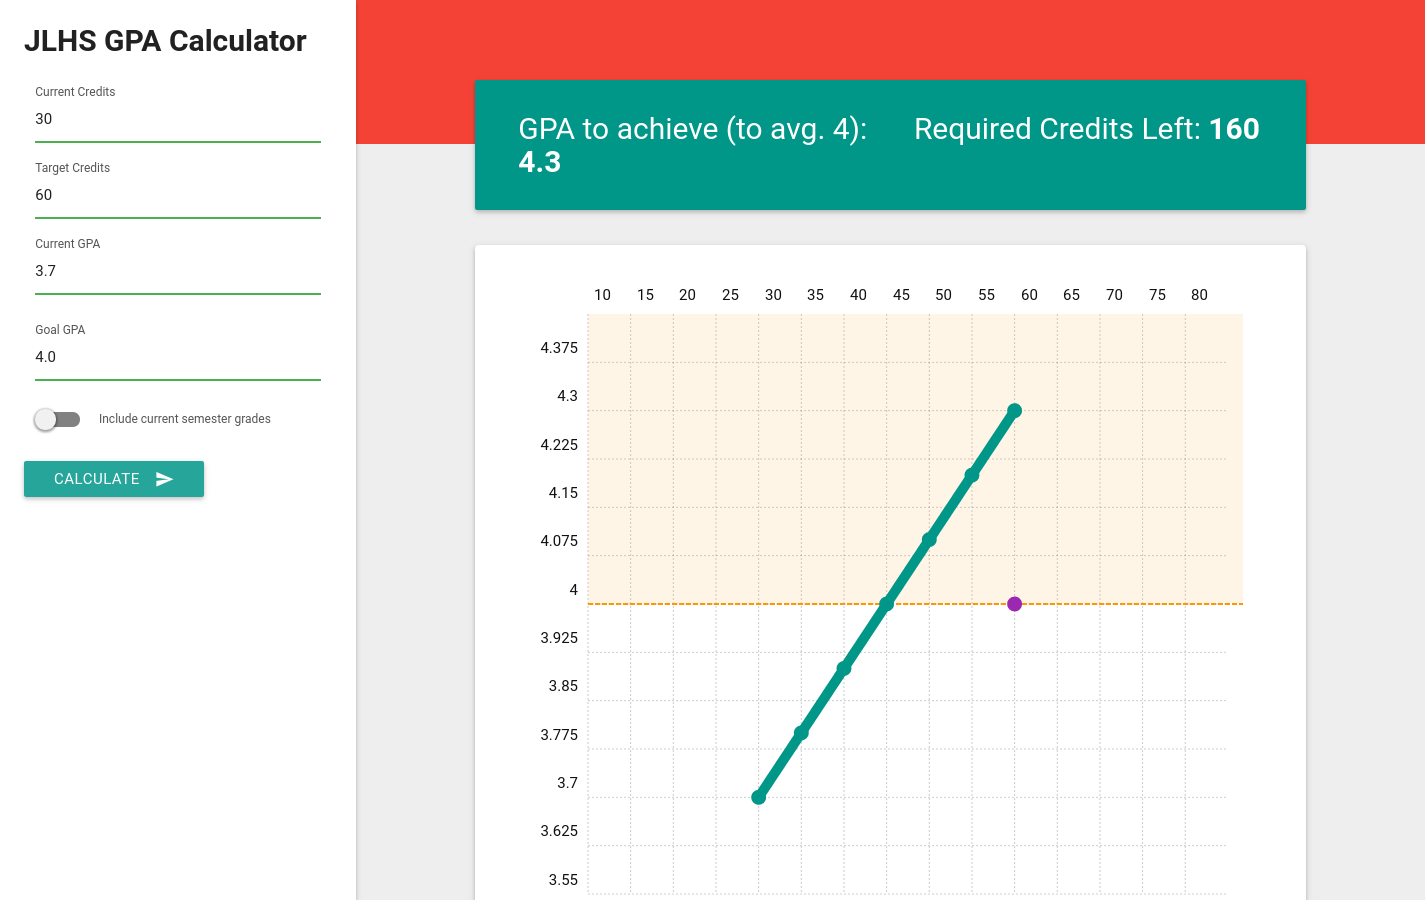 JLHS GPA Calculator
Current Credits
30
Target Credits
60
Current GPA
3.7
Goal GPA
4.0
Include current semester grades
CALCULATE
GPA to achieve (to avg. 4):
4.3
Required Credits Left: 160
10 15 20 25 30 35 40 45 50 55 60 65 70 75 80
4.375
4.3
4.225
4.15
4.075
4
3.925
3.85
3.775
3.7
3.625
3.55